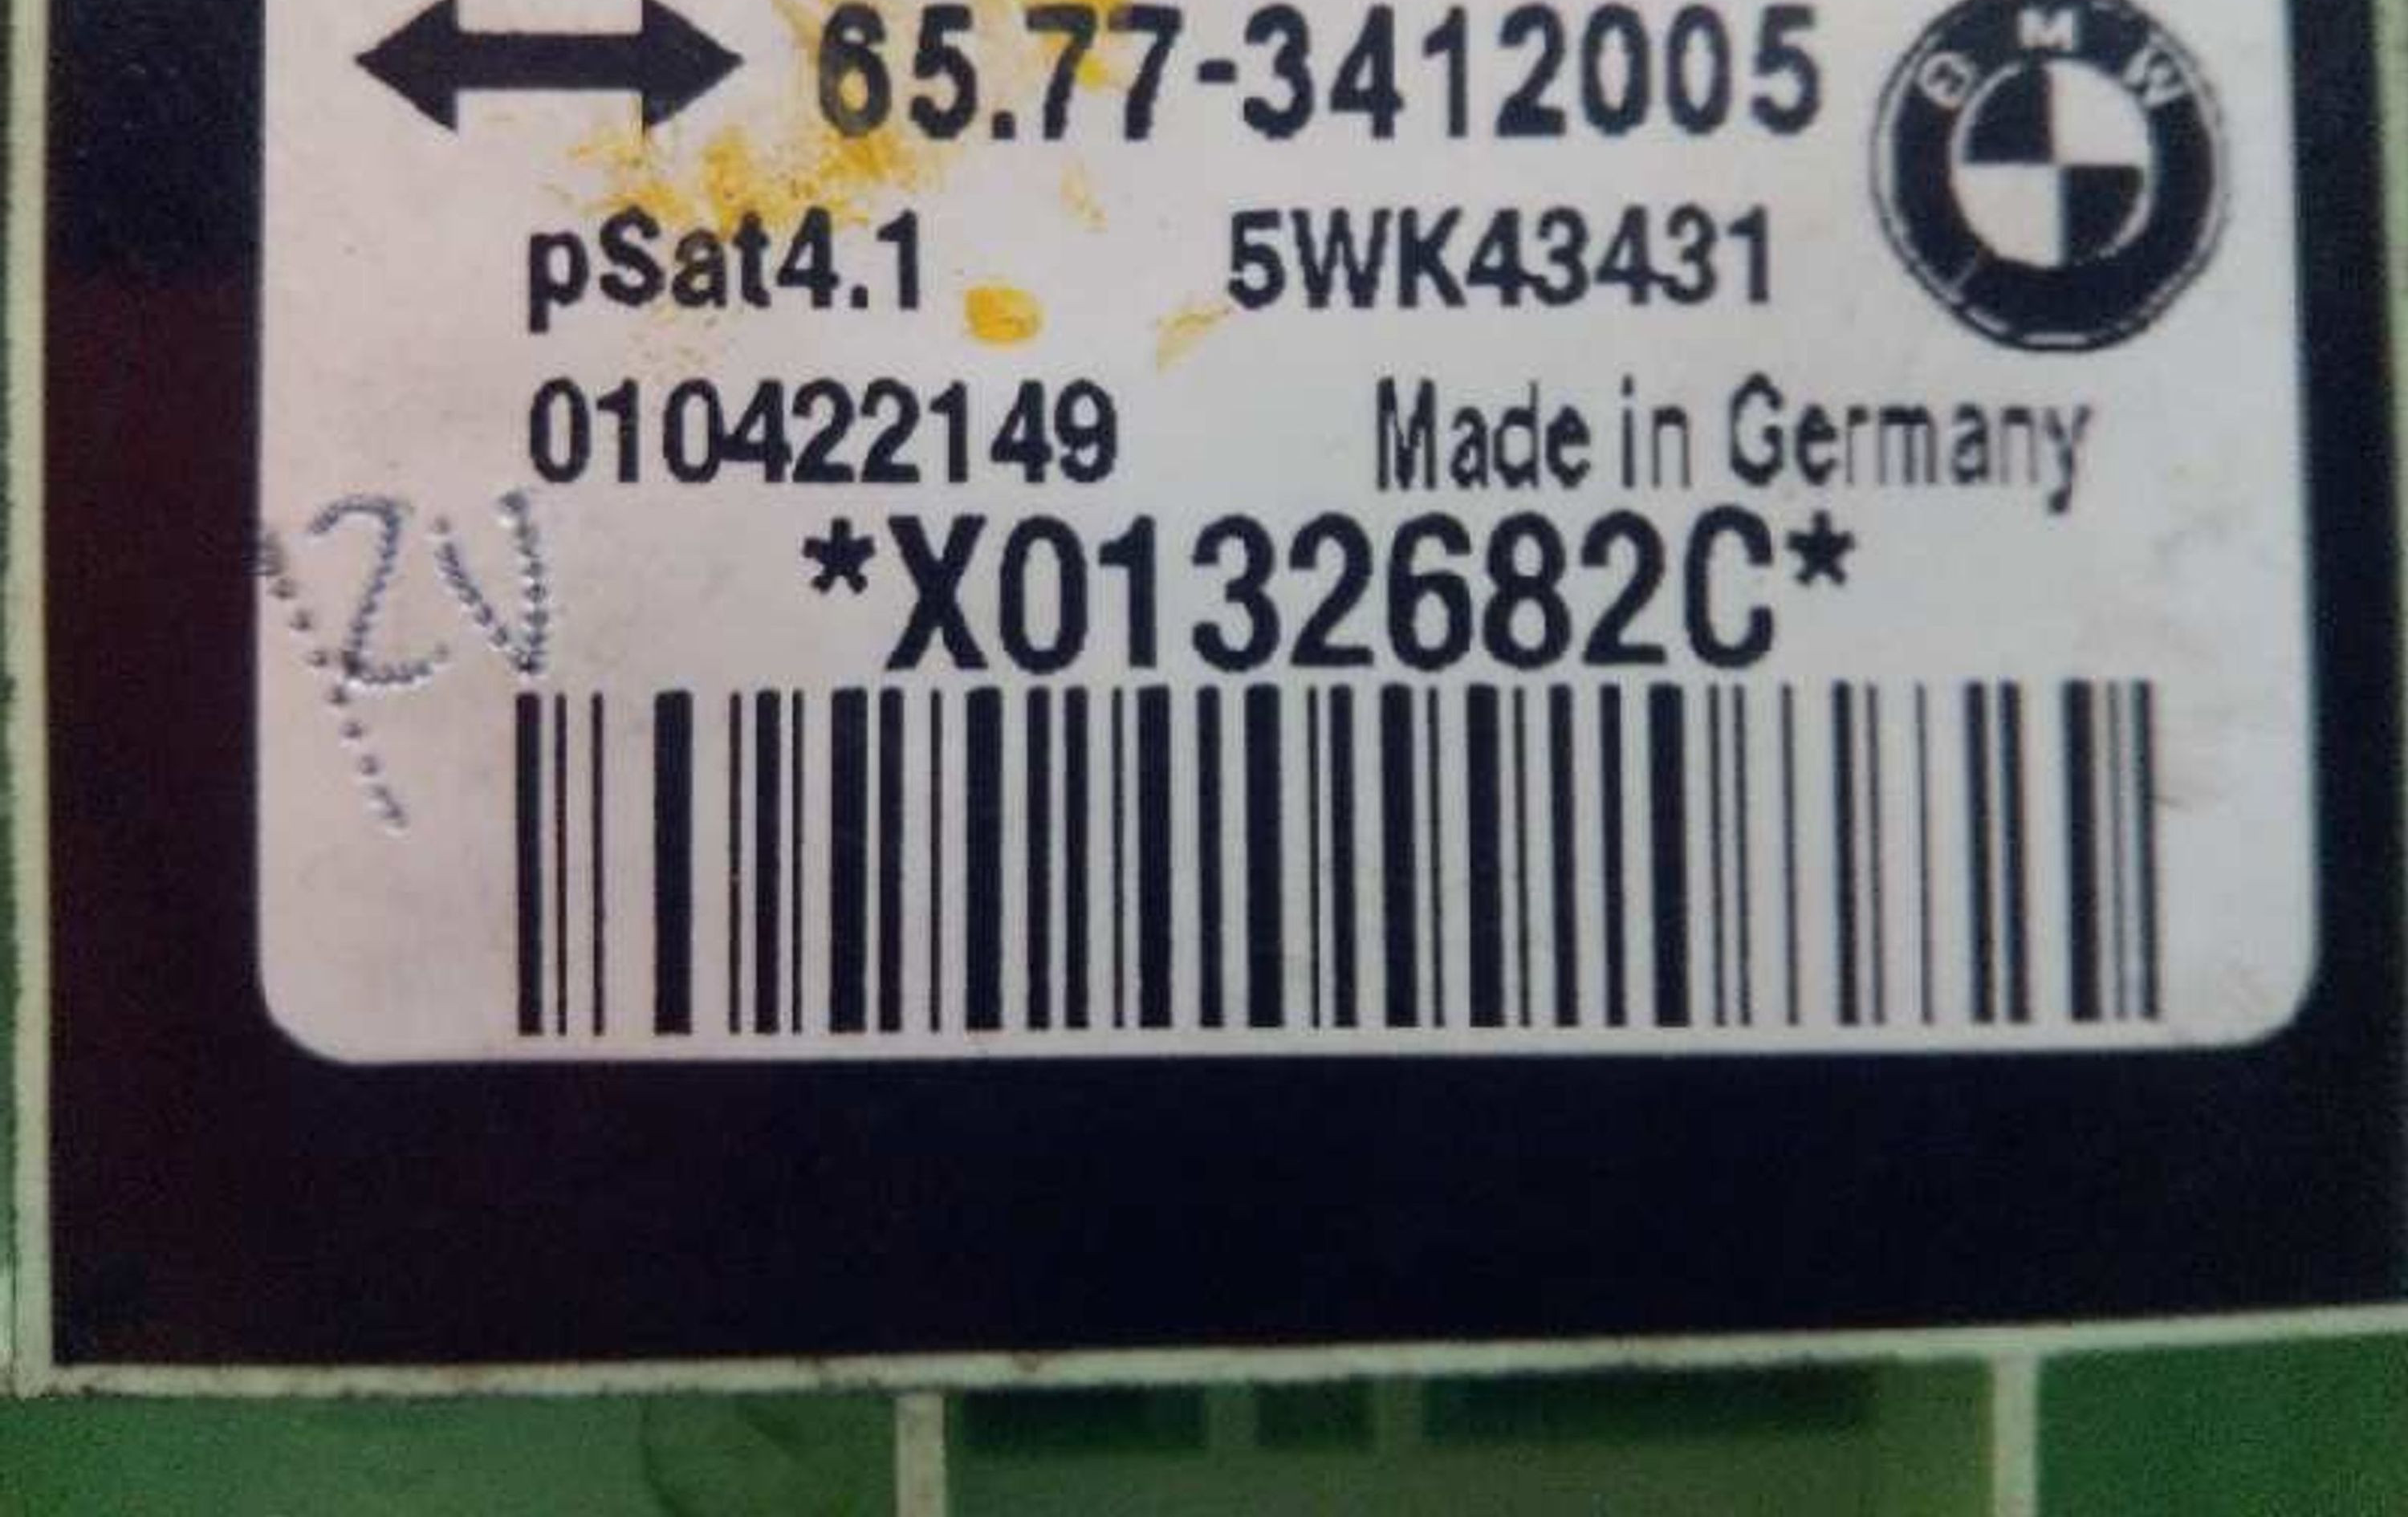 65.77-3412005
BMW
pSat4.1 5WK43431
010422149 Made in Germany
*X0132682C*